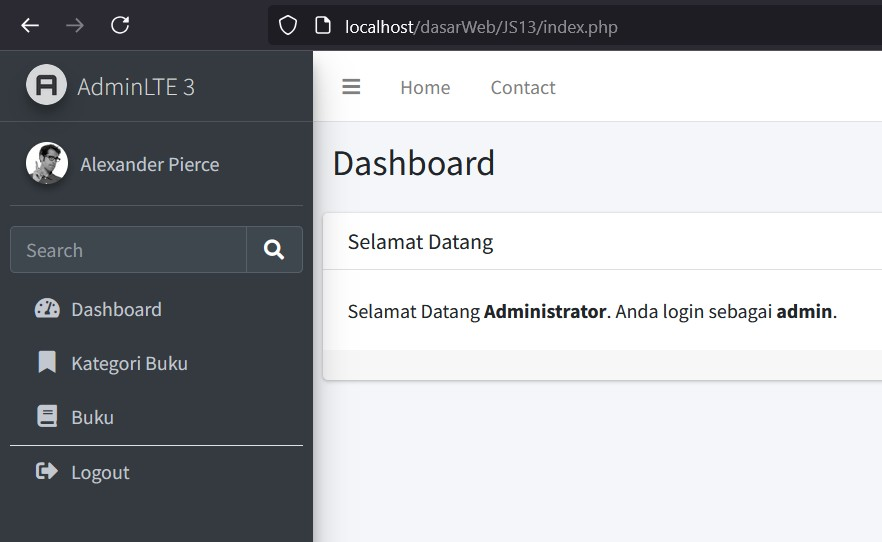 localhost/dasarWeb/JS13/index.php
AdminLTE 3
Home Contact
Alexander Pierce
Dashboard
Search
Selamat Datang
Dashboard
Selamat Datang Administrator. Anda login sebagai admin.
Kategori Buku
Buku
Logout